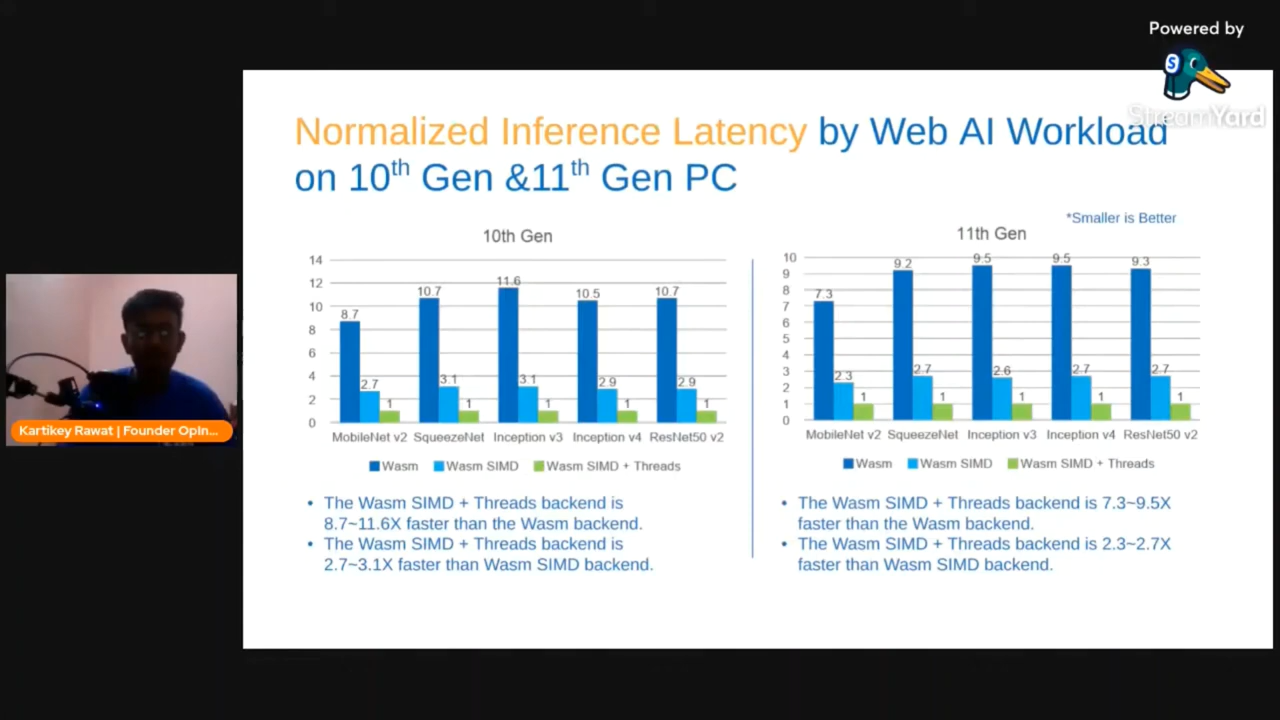 Powered by
StreamYard
Normalized Inference Latency by Web AI Workload
on 10th Gen &11th Gen PC
*Smaller is Better
10th Gen
14
12
10
8
6
4
2
0
8.7
2.7
1
10.7
3.1
1
11.6
3.1
1
10.5
2.9
1
10.7
2.9
1
MobileNet v2 SqueezeNet Inception v3 Inception v4 ResNet50 v2
Wasm Wasm SIMD Wasm SIMD + Threads
• The Wasm SIMD + Threads backend is
8.7~11.6X faster than the Wasm backend.
• The Wasm SIMD + Threads backend is
2.7~3.1X faster than Wasm SIMD backend.
11th Gen
10
9
8
7
6
5
4
3
2
1
0
7.3
2.3
1
9.2
2.7
1
9.5
2.6
1
9.5
2.7
1
9.3
2.7
1
MobileNet v2 SqueezeNet Inception v3 Inception v4 ResNet50 v2
Wasm Wasm SIMD Wasm SIMD + Threads
• The Wasm SIMD + Threads backend is 7.3~9.5X
faster than the Wasm backend.
• The Wasm SIMD + Threads backend is 2.3~2.7X
faster than Wasm SIMD backend.
Kartikey Rawat | Founder OpIn...